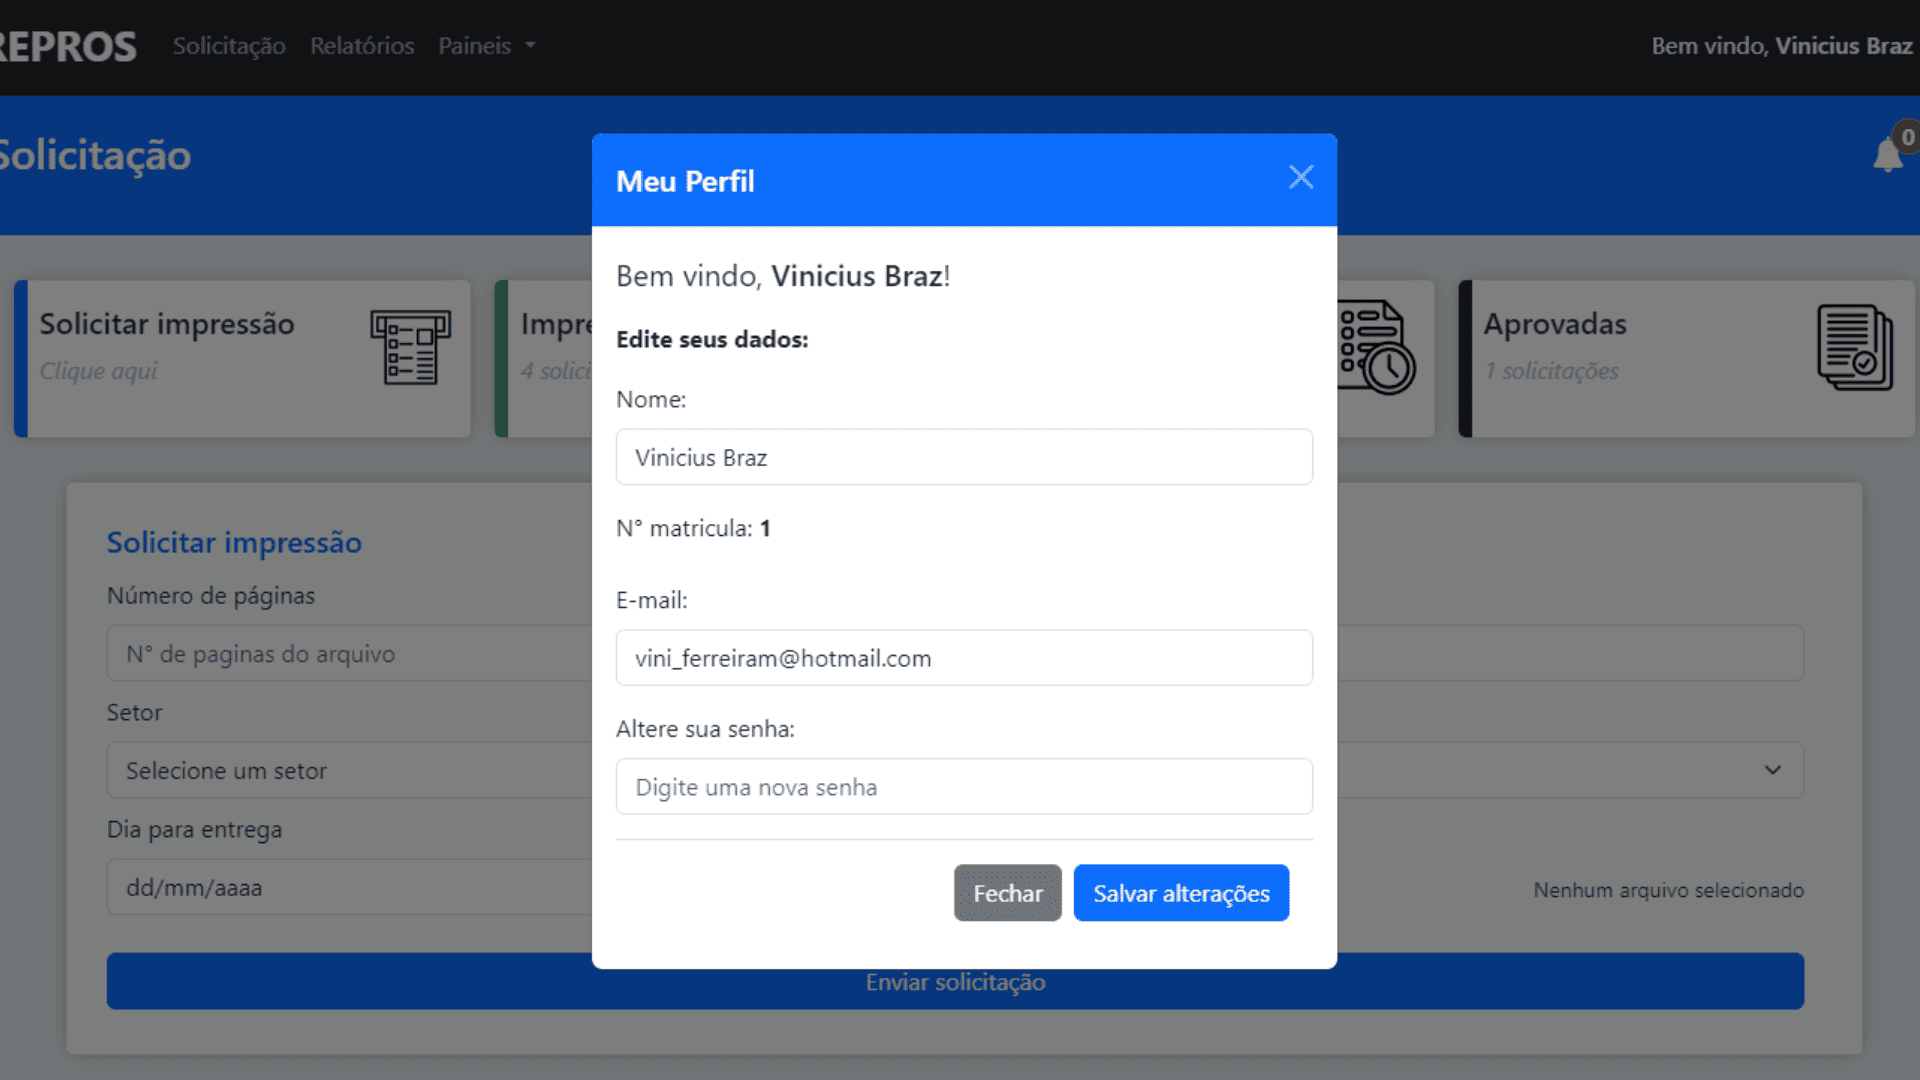 REPROS Solicitação Relatórios Paineis Bem vindo, Vinicius Braz
Solicitação 0
Meu Perfil
Bem vindo, Vinicius Braz!
Edite seus dados:
Nome:
Vinicius Braz
N° matricula: 1
E-mail:
vini_ferreiram@hotmail.com
Altere sua senha:
Digite uma nova senha
Fechar Salvar alterações
Solicitar impressão
Clique aqui
Impre
4 solici
Aprovadas
1 solicitações
Solicitar impressão
Número de páginas
N° de paginas do arquivo
Setor
Selecione um setor
Dia para entrega
dd/mm/aaaa
Nenhum arquivo selecionado
Enviar solicitação